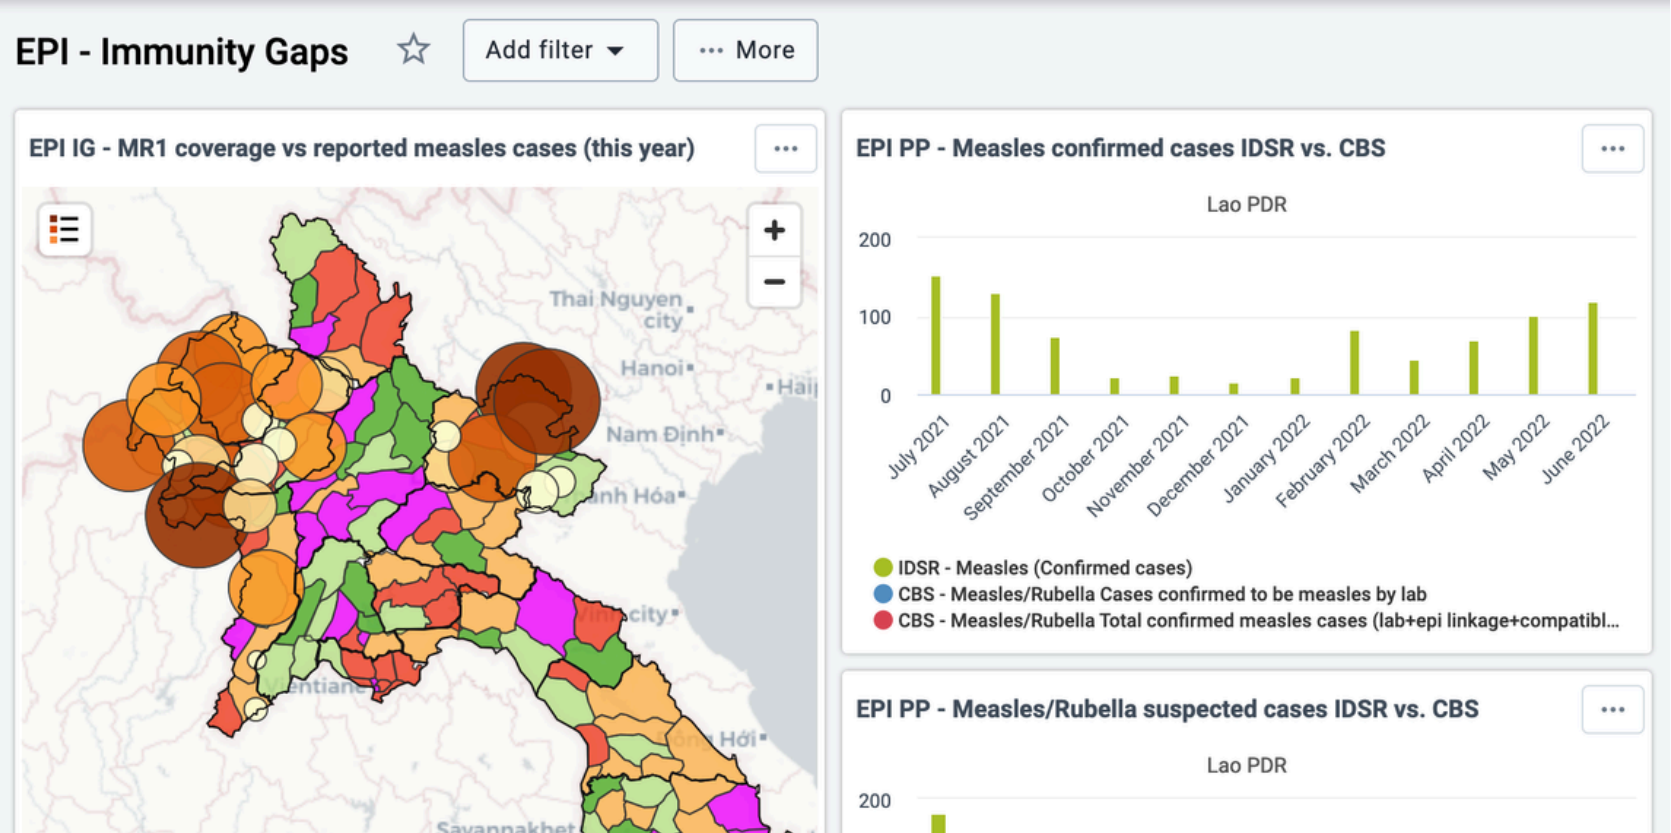 EPI - Immunity Gaps
Add filter
More
EPI IG - MR1 coverage vs reported measles cases (this year)
Thai Nguyen
city
Hanoi
Nam Định
Vientiane
city
Savannakhet
EPI PP - Measles confirmed cases IDSR vs. CBS
Lao PDR
200
100
0
July 2021
August 2021
September 2021
October 2021
November 2021
December 2021
January 2022
February 2022
March 2022
April 2022
May 2022
June 2022
IDSR - Measles (Confirmed cases)
CBS - Measles/Rubella Cases confirmed to be measles by lab
CBS - Measles/Rubella Total confirmed measles cases (lab+epi linkage+compatibl...
EPI PP - Measles/Rubella suspected cases IDSR vs. CBS
Lao PDR
200